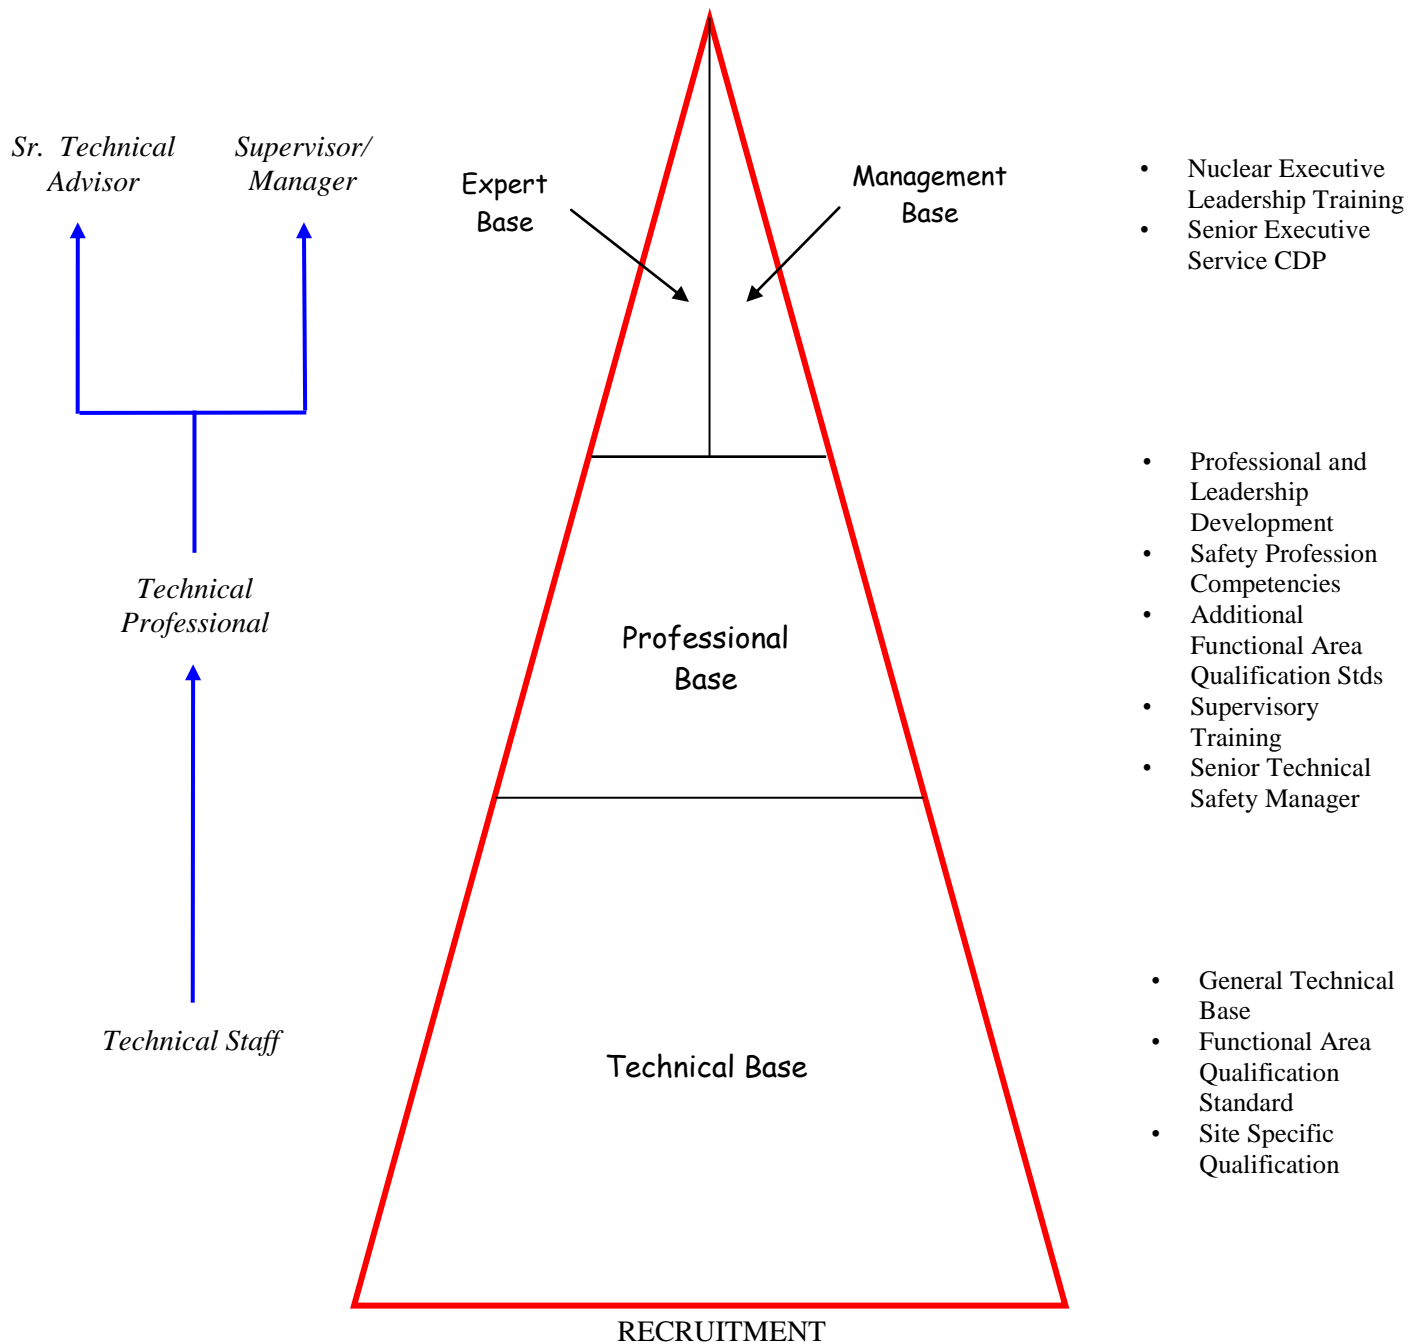 Sr. Technical
Advisor
Supervisor/
Manager
Expert
Base
Management
Base
• Nuclear Executive
Leadership Training
• Senior Executive
Service CDP
Technical
Professional
Professional
Base
• Professional and
Leadership
Development
• Safety Profession
Competencies
• Additional
Functional Area
Qualification Stds
• Supervisory
Training
• Senior Technical
Safety Manager
Technical Staff
Technical Base
• General Technical
Base
• Functional Area
Qualification
Standard
• Site Specific
Qualification
RECRUITMENT